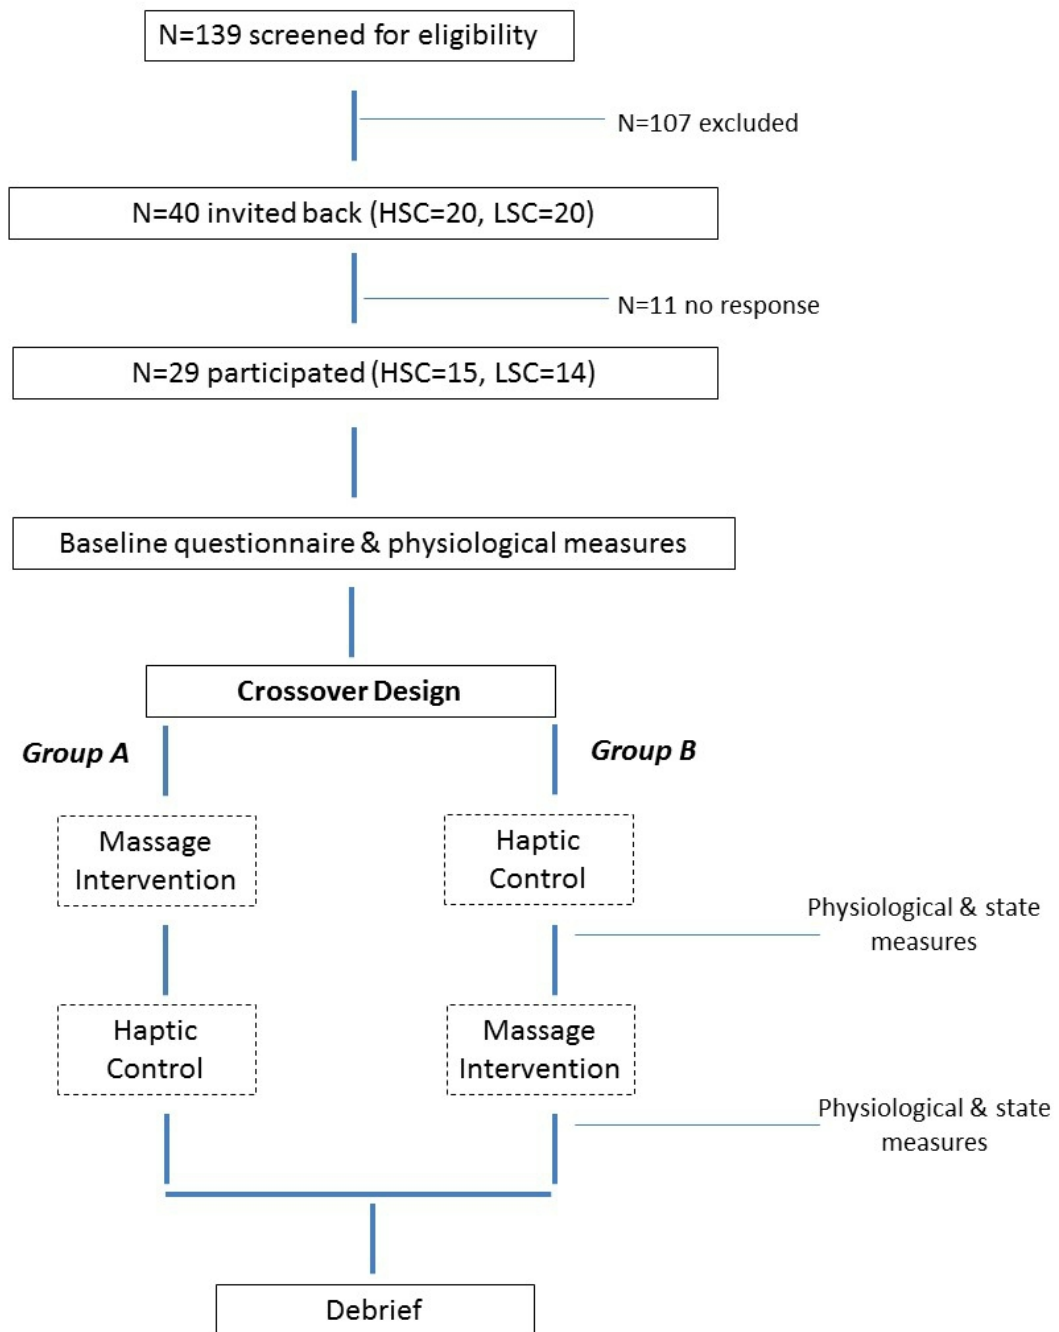 N=139 screened for eligibility
N=107 excluded
N=40 invited back (HSC=20, LSC=20)
N=11 no response
N=29 participated (HSC=15, LSC=14)
Baseline questionnaire & physiological measures
Crossover Design
Group A
Group B
Massage
Intervention
Haptic
Control
Physiological & state
measures
Haptic
Control
Massage
Intervention
Physiological & state
measures
Debrief